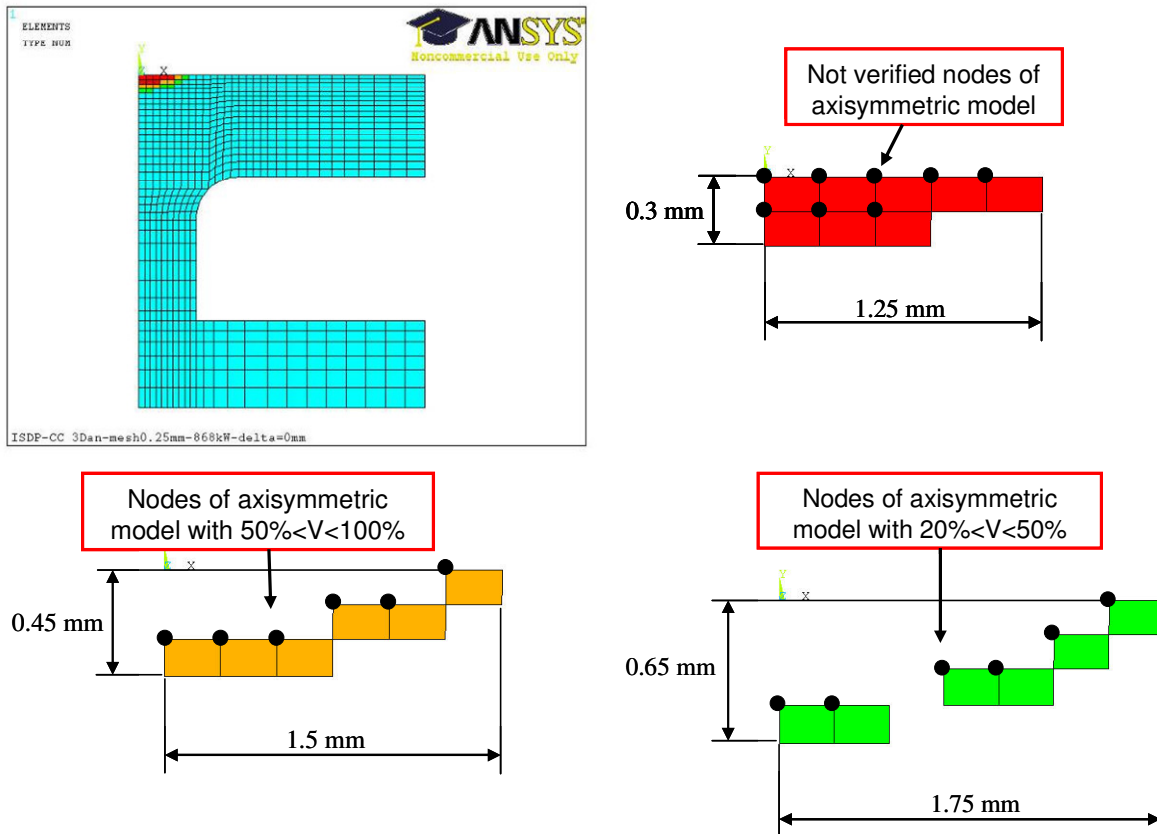 1
ELEMENTS
TYPE NUM
ANSYS
Noncommercial Use Only
Y
Z X
ISDP-CC 3Dan-mesh0.25mm-868kW-delta=0mm
Not verified nodes of
axisymmetric model
Y
X
0.3 mm
1.25 mm
Nodes of axisymmetric
model with 50%<V<100%
Z X
0.45 mm
1.5 mm
Nodes of axisymmetric
model with 20%<V<50%
Y
Z X
0.65 mm
1.75 mm